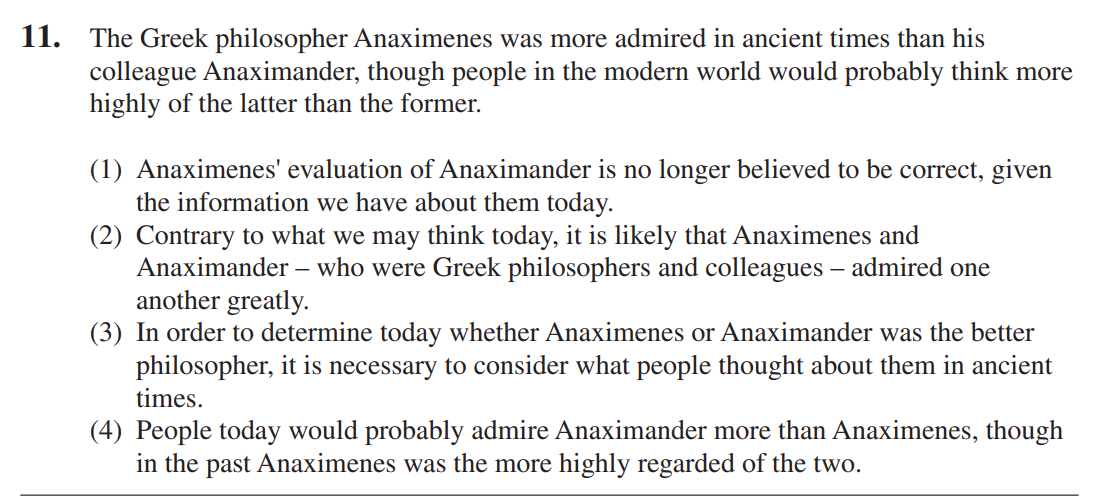 11. The Greek philosopher Anaximenes was more admired in ancient times than his
colleague Anaximander, though people in the modern world would probably think more
highly of the latter than the former.
(1) Anaximenes' evaluation of Anaximander is no longer believed to be correct, given
the information we have about them today.
(2) Contrary to what we may think today, it is likely that Anaximenes and
Anaximander – who were Greek philosophers and colleagues – admired one
another greatly.
(3) In order to determine today whether Anaximenes or Anaximander was the better
philosopher, it is necessary to consider what people thought about them in ancient
times.
(4) People today would probably admire Anaximander more than Anaximenes, though
in the past Anaximenes was the more highly regarded of the two.